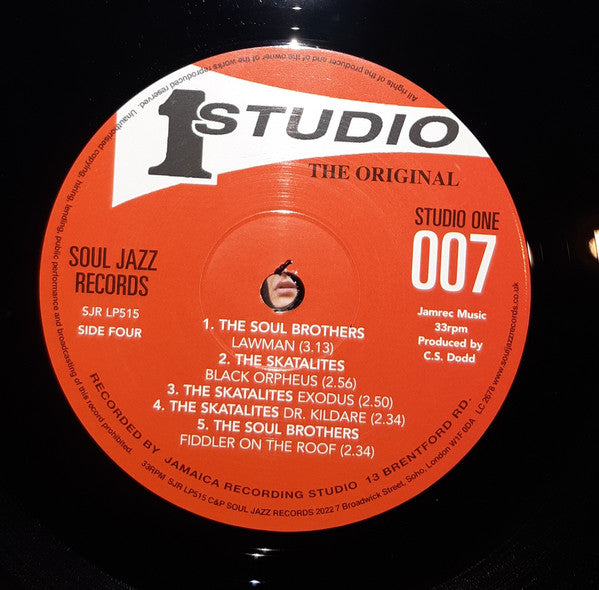 All rights of the producer and of the owner of the works reproduced reserved. Unauthorised copying, hiring, lending, public performance and broadcasting of this record prohibited.
1 STUDIO
THE ORIGINAL
STUDIO ONE
007
SOUL JAZZ
RECORDS
SJR LP515
SIDE FOUR
Jamrec Music
33rpm
Produced by
C.S. Dodd
1. THE SOUL BROTHERS
LAWMAN (3.13)
2. THE SKATALITES
BLACK ORPHEUS (2.56)
3. THE SKATALITES EXODUS (2.50)
4. THE SKATALITES DR. KILDARE (2.34)
5. THE SOUL BROTHERS
FIDDLER ON THE ROOF (2.34)
RECORDED BY JAMAICA RECORDING STUDIO 13 BRENTFORD RD.
33RPM SJR LP515 C&P SOUL JAZZ RECORDS 2022 7 Broadwick Street, Soho, London W1F 0DA LC 2678 www.souljazzrecords.co.uk